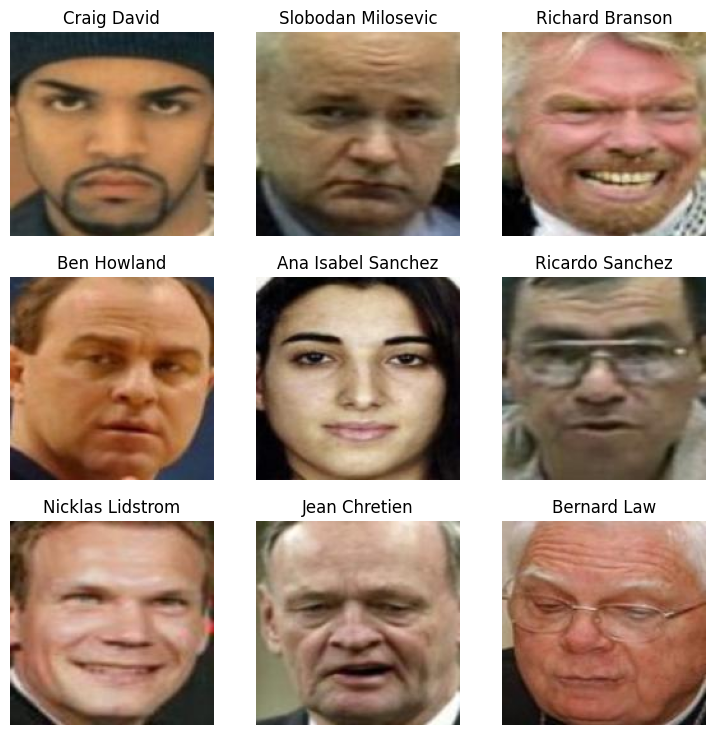 Craig David
Slobodan Milosevic
Richard Branson
Ben Howland
Ana Isabel Sanchez
Ricardo Sanchez
Nicklas Lidstrom
Jean Chretien
Bernard Law